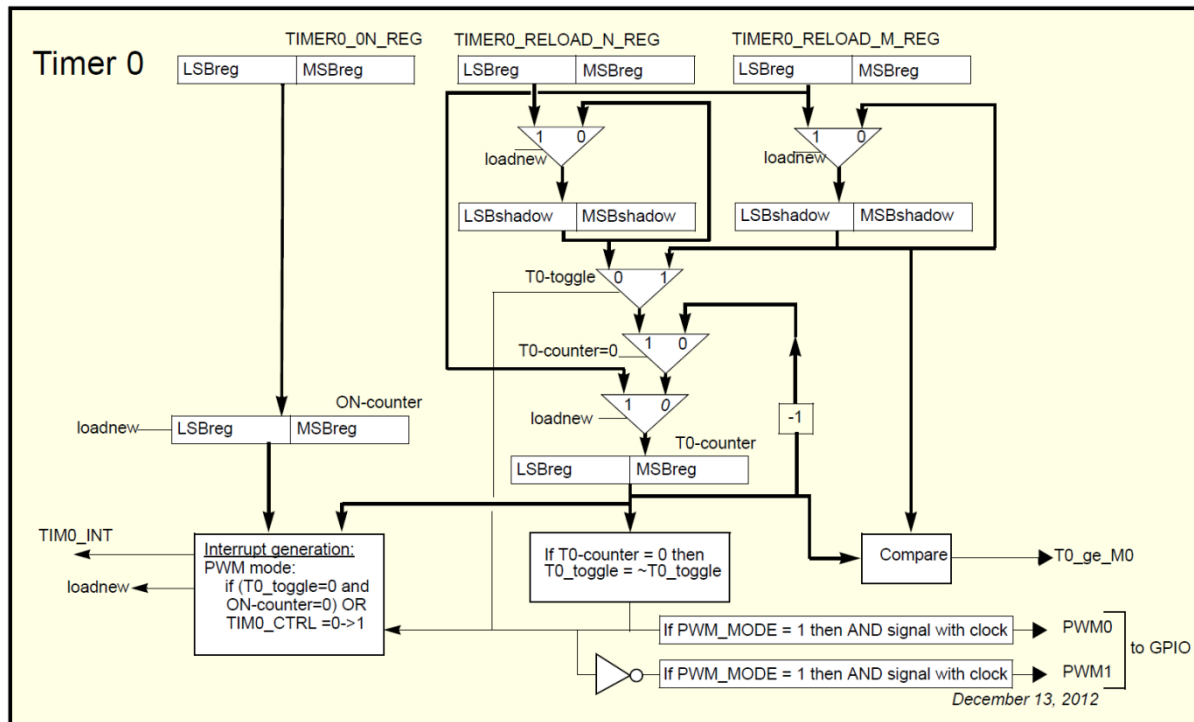 Timer 0
TIMER0_0N_REG
TIMER0_RELOAD_N_REG
TIMER0_RELOAD_M_REG
LSBreg MSBreg
LSBreg MSBreg
LSBreg MSBreg
1 0
loadnew
1 0
loadnew
LSBshadow MSBshadow
LSBshadow MSBshadow
T0-toggle
0 1
T0-counter=0
1 0
loadnew
1 0
-1
ON-counter
loadnew
LSBreg MSBreg
T0-counter
LSBreg MSBreg
TIM0_INT
loadnew
Interrupt generation:
PWM mode:
if (T0_toggle=0 and
ON-counter=0) OR
TIM0_CTRL =0->1
If T0-counter = 0 then
T0_toggle = ~T0_toggle
Compare
T0_ge_M0
If PWM_MODE = 1 then AND signal with clock
PWM0
to GPIO
If PWM_MODE = 1 then AND signal with clock
PWM1
December 13, 2012